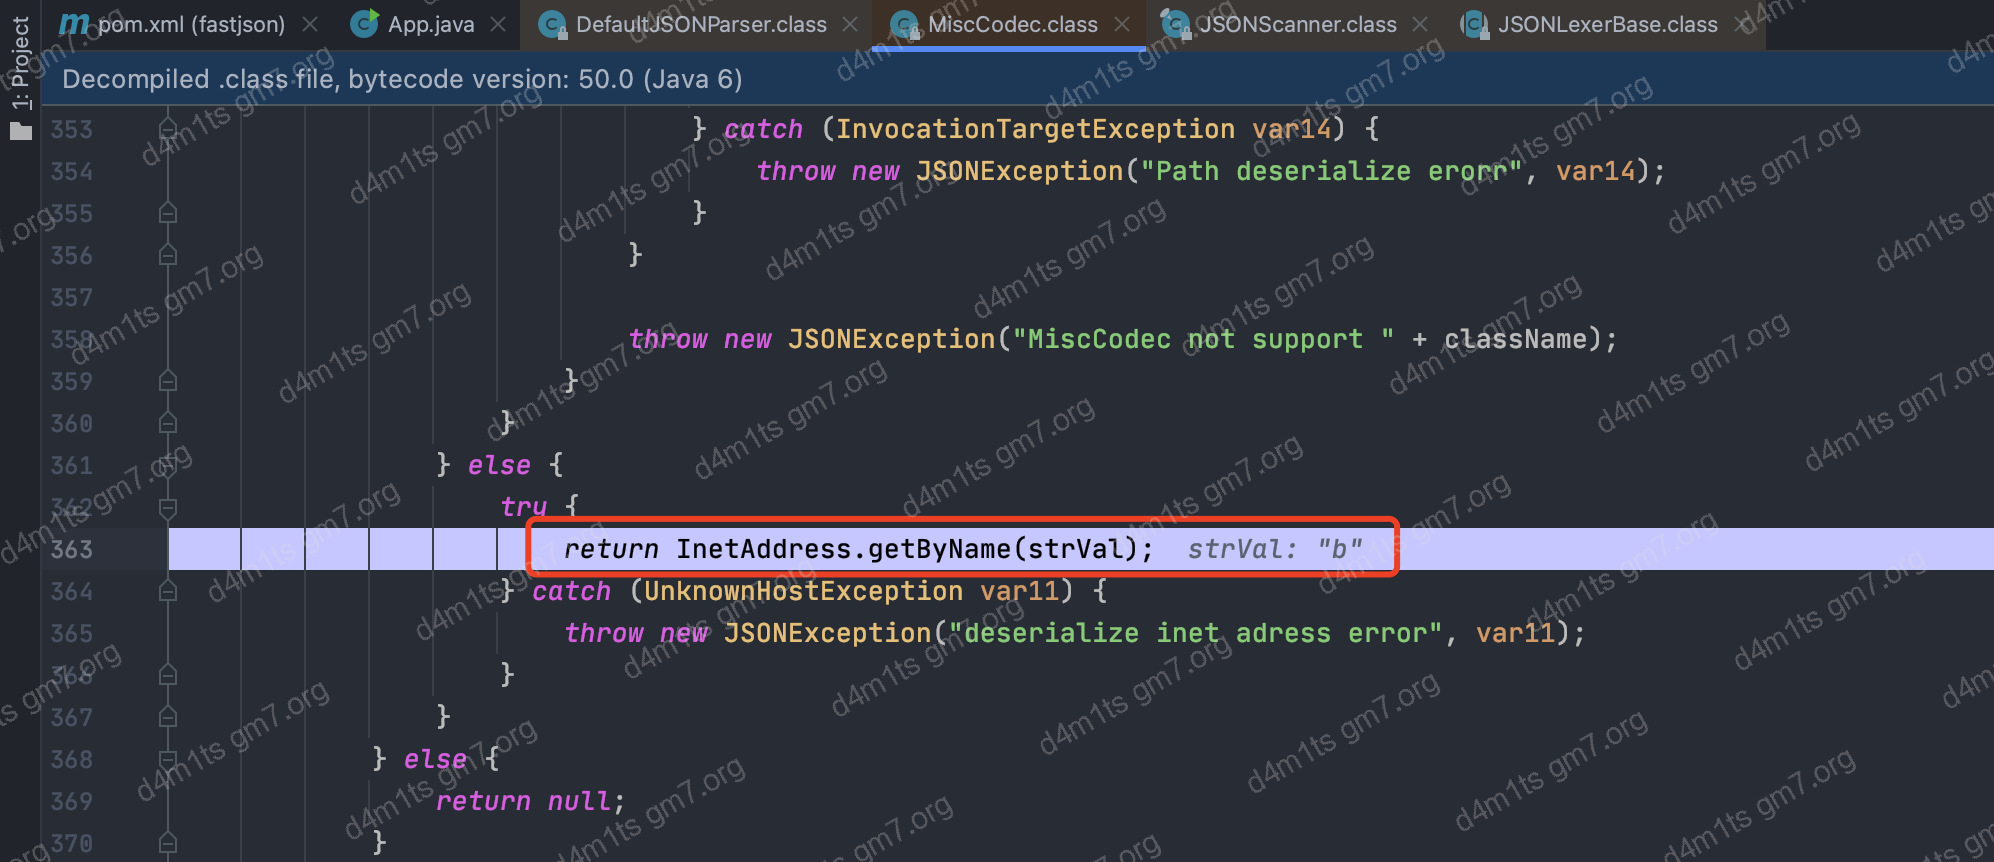 pom.xml (fastjson) App.java DefaultJSONParser.class MiscCodec.class JSONScanner.class JSONLexerBase.class
1: Project
Decompiled .class file, bytecode version: 50.0 (Java 6)
353 } catch (InvocationTargetException var14) {
354 throw new JSONException("Path deserialize erorr", var14);
355 }
356 }
357
358 throw new JSONException("MiscCodec not support " + className);
359 }
360 }
361 } else {
362 try {
363 return InetAddress.getByName(strVal); strVal: "b"
364 } catch (UnknownHostException var11) {
365 throw new JSONException("deserialize inet adress error", var11);
366 }
367 }
368 } else {
369 return null;
370 }
d4m1ts gm7.org